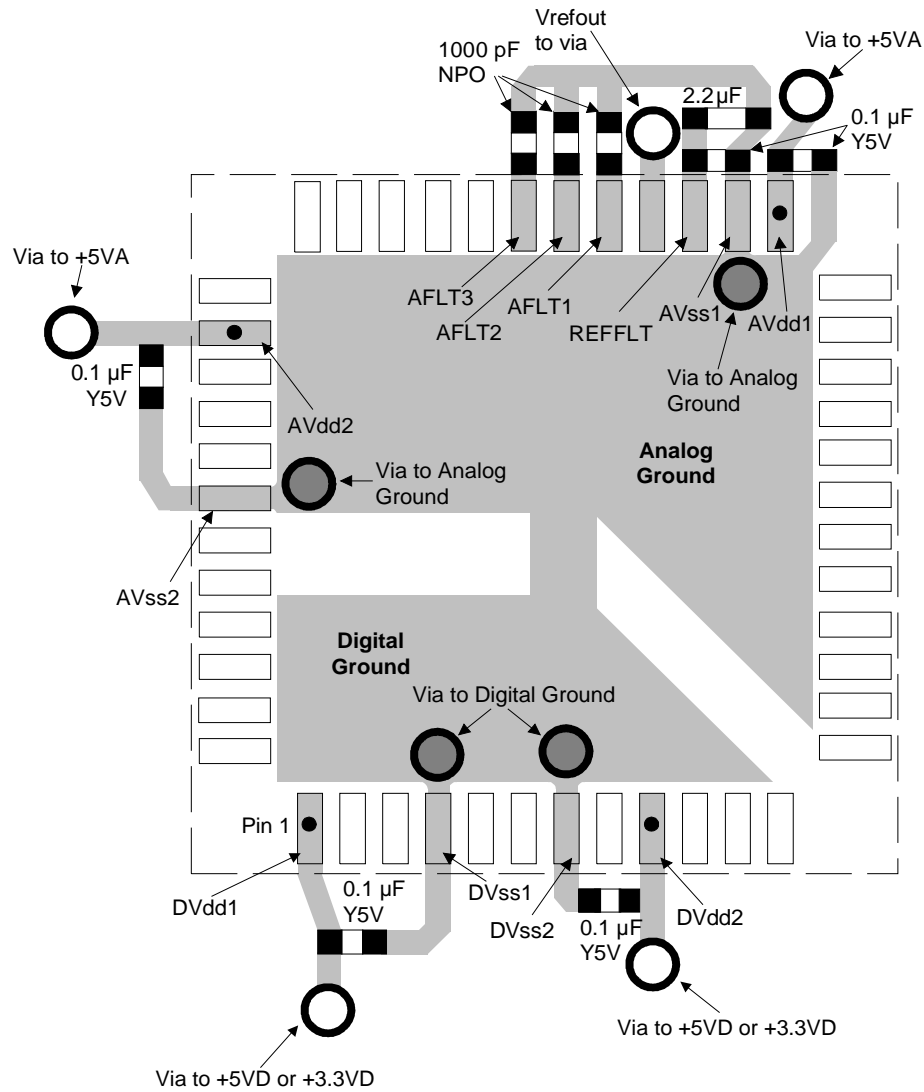 Vrefout
to via
Via to +5VA
1000 pF
NPO
2.2µF
0.1 µF
Y5V
Via to +5VA
AFLT3
AFLT2
AFLT1
REFFLT
AVss1
AVdd1
0.1 µF
Y5V
Via to Analog
Ground
AVdd2
Analog
Ground
Via to Analog
Ground
AVss2
Digital
Ground
Via to Digital Ground
Pin 1
DVdd1
0.1 µF
Y5V
DVss1
DVss2
0.1 µF
Y5V
DVdd2
Via to +5VD or +3.3VD
Via to +5VD or +3.3VD